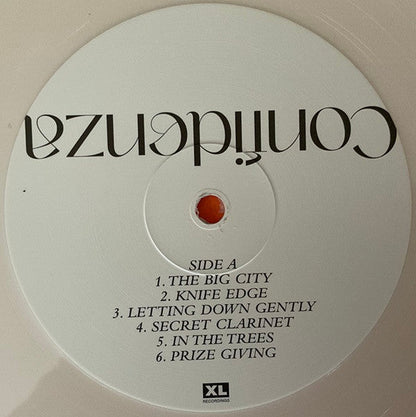 Confidenza
SIDE A
1. THE BIG CITY
2. KNIFE EDGE
3. LETTING DOWN GENTLY
4. SECRET CLARINET
5. IN THE TREES
6. PRIZE GIVING
XL
RECORDINGS